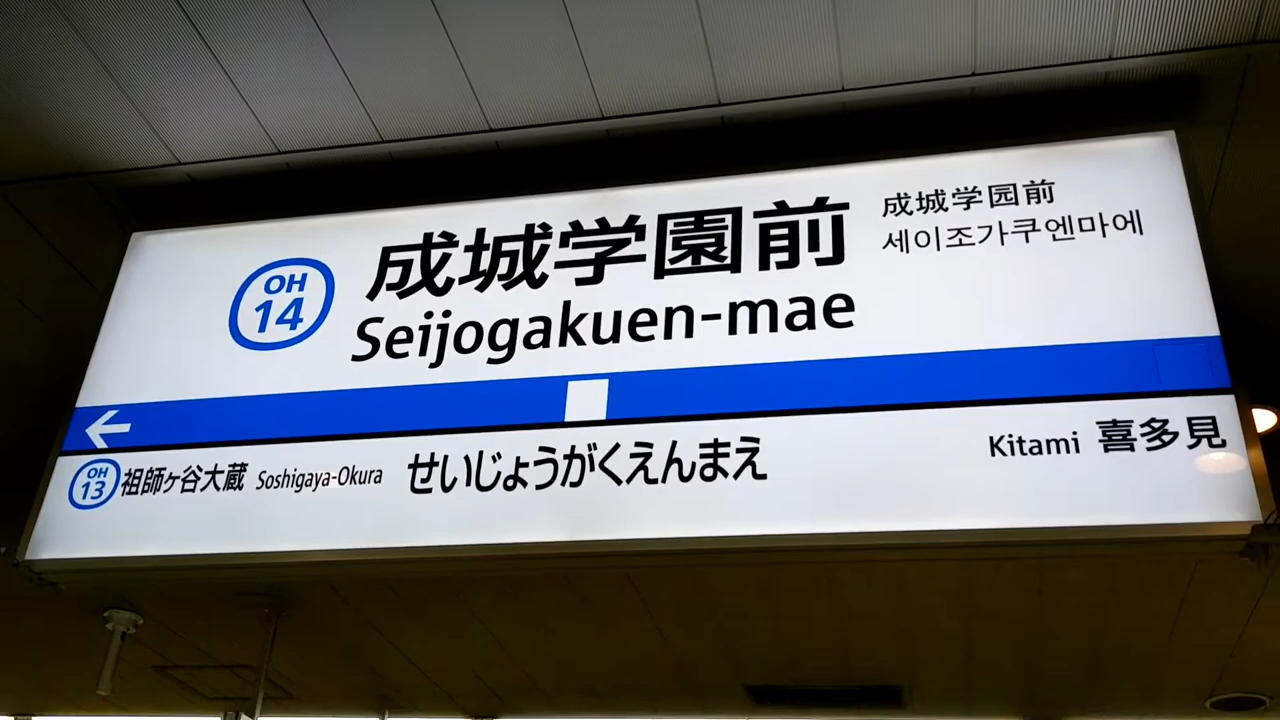 OH
14
成城学園前
Seijogakuen-mae
成城学园前
세이조가쿠엔마에
OH
13
祖師ヶ谷大蔵 Soshigaya-Okura
せいじょうがくえんまえ
Kitami 喜多見